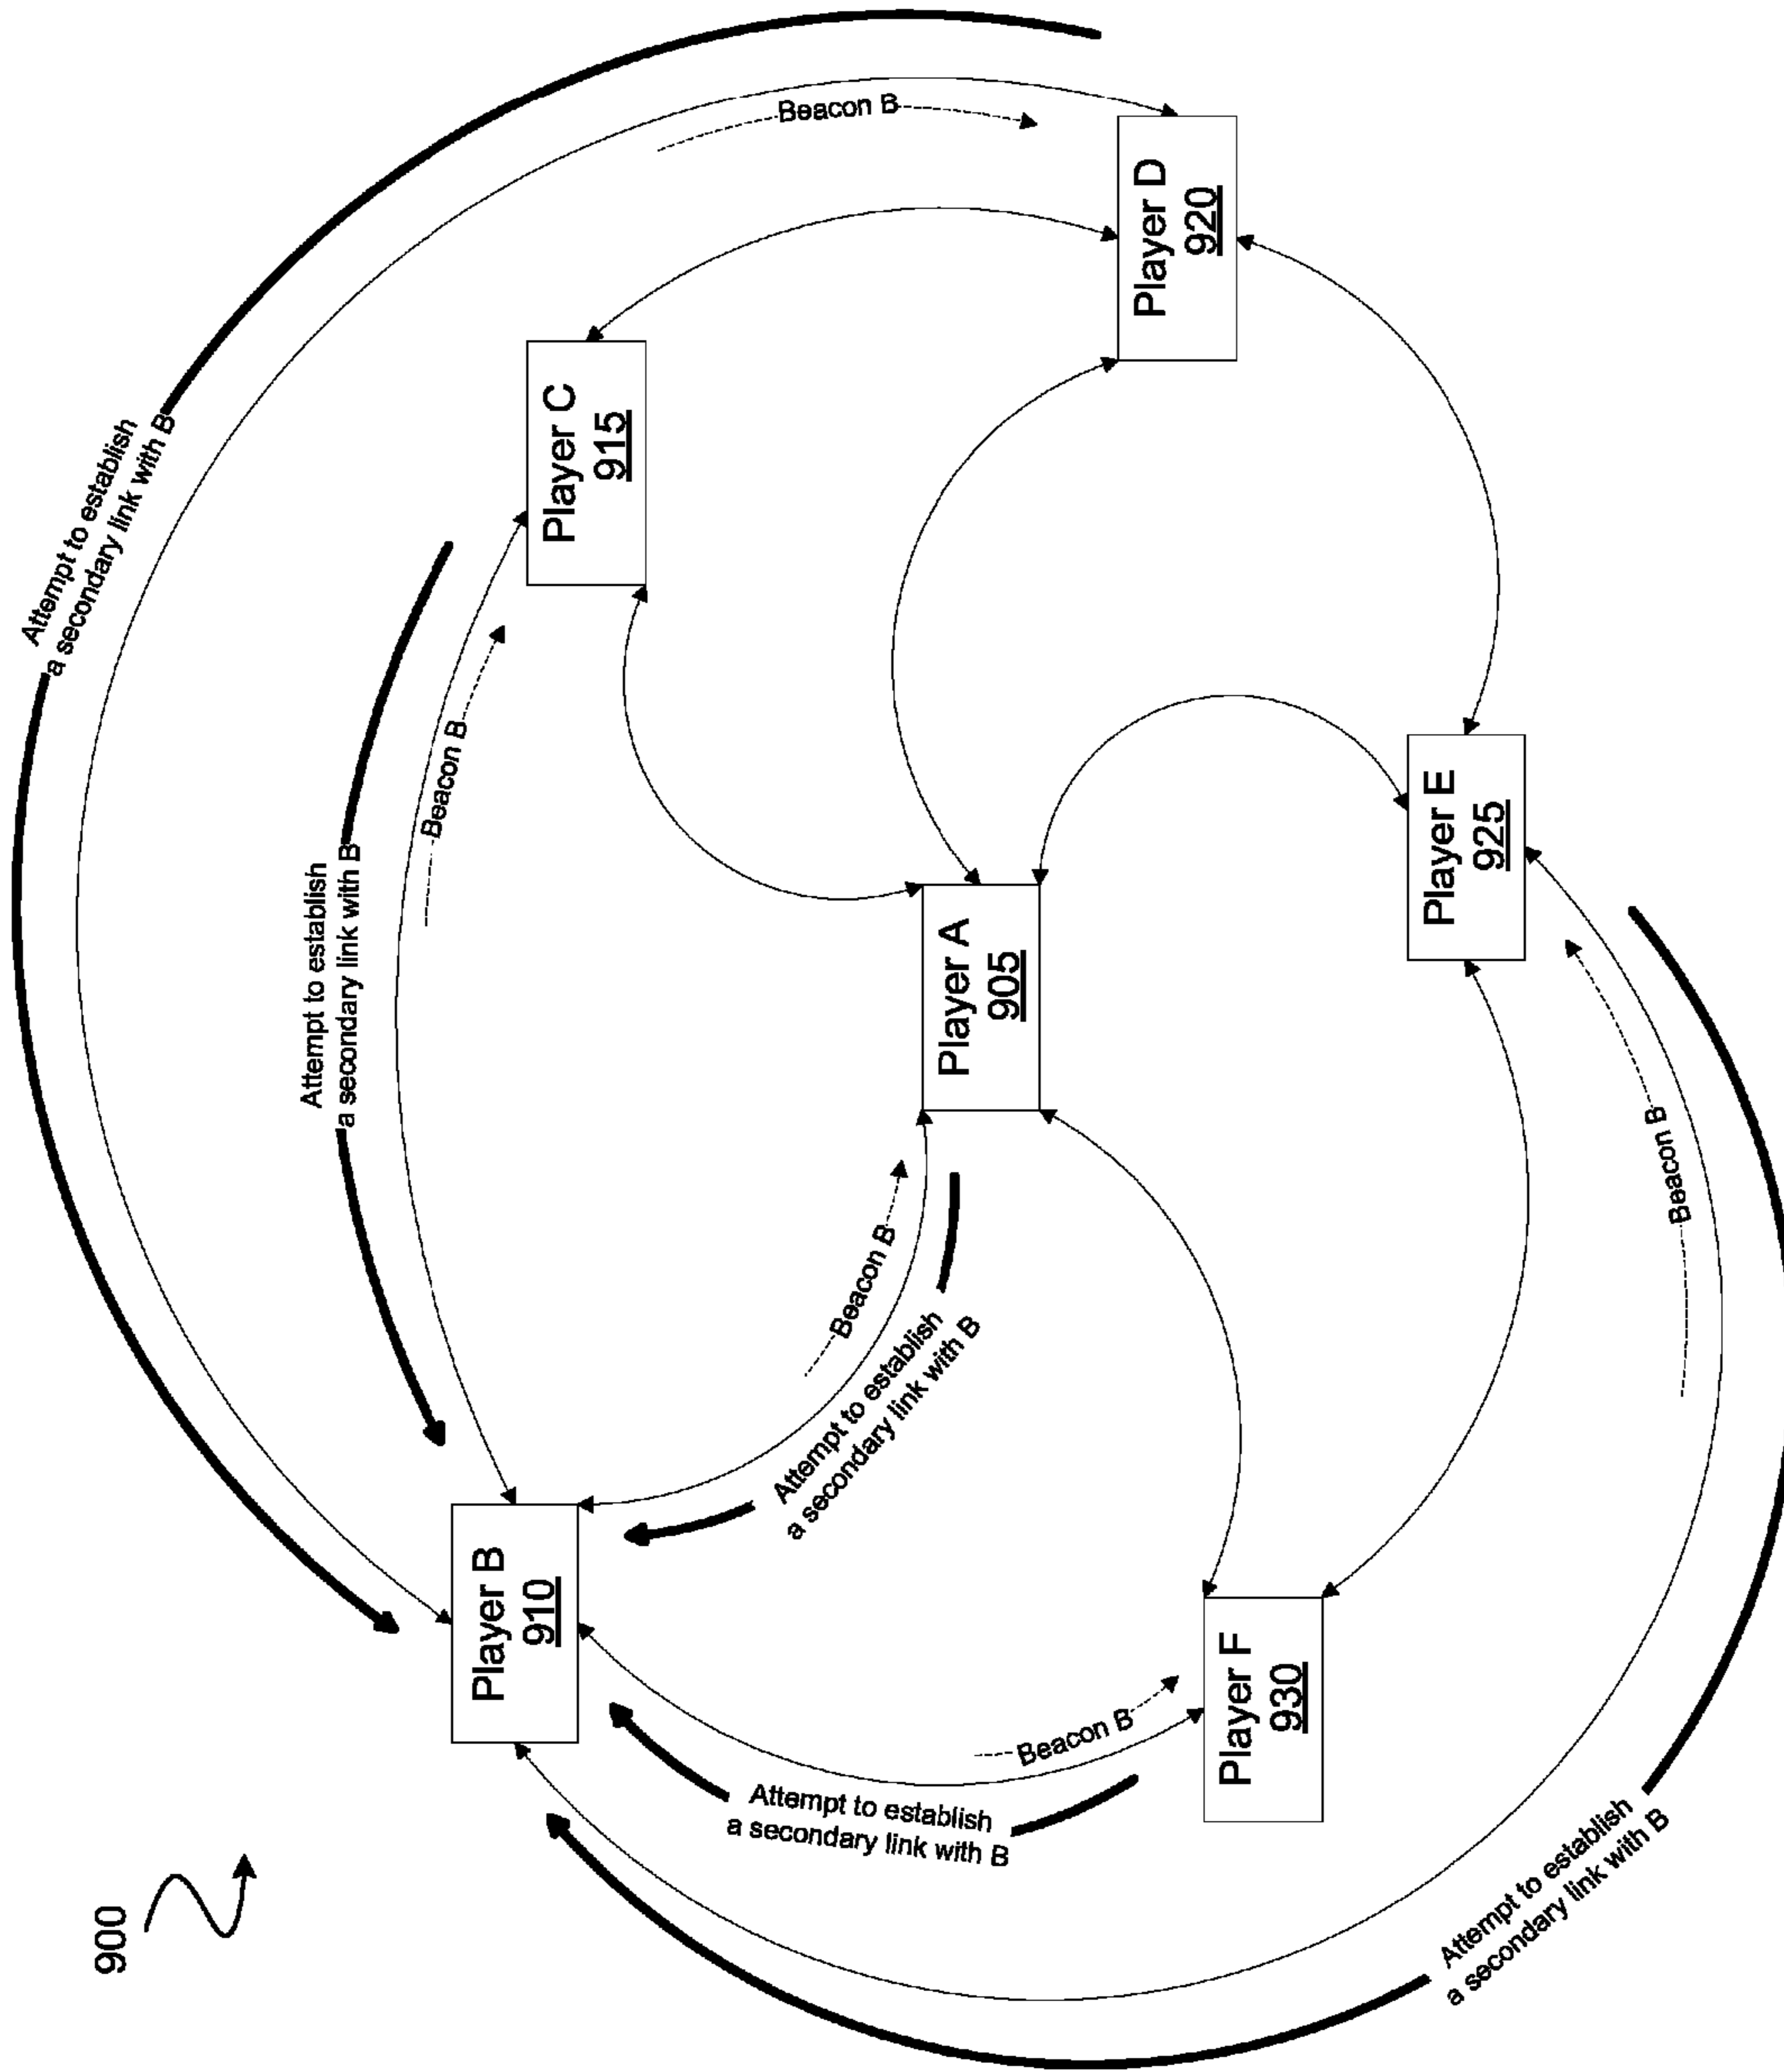 900
Attempt to establish
a secondary link with B
Attempt to establish
a secondary link with B
Beacon B
Player B
910
Player C
915
Beacon B
Beacon B
Attempt to establish
a secondary link with B
Attempt to establish
a secondary link with B
Player A
905
Beacon B
Player D
920
Player F
930
Player E
925
Attempt to establish
a secondary link with B
Beacon B